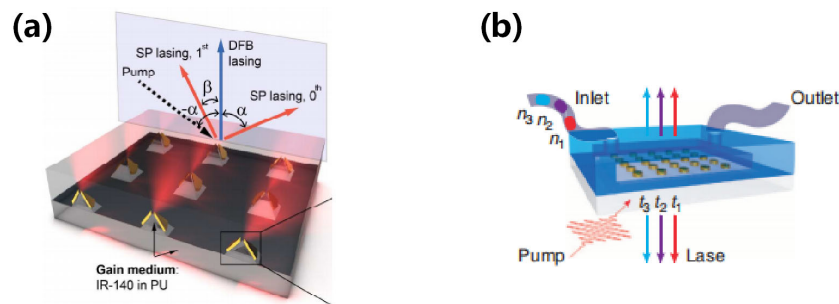 (a)
SP lasing, 1st
DFB
lasing
Pump
SP lasing, 0th
β
-α
α
Gain medium:
IR-140 in PU
(b)
Inlet
Outlet
n3
n2
n1
t3 t2 t1
Pump
Lase